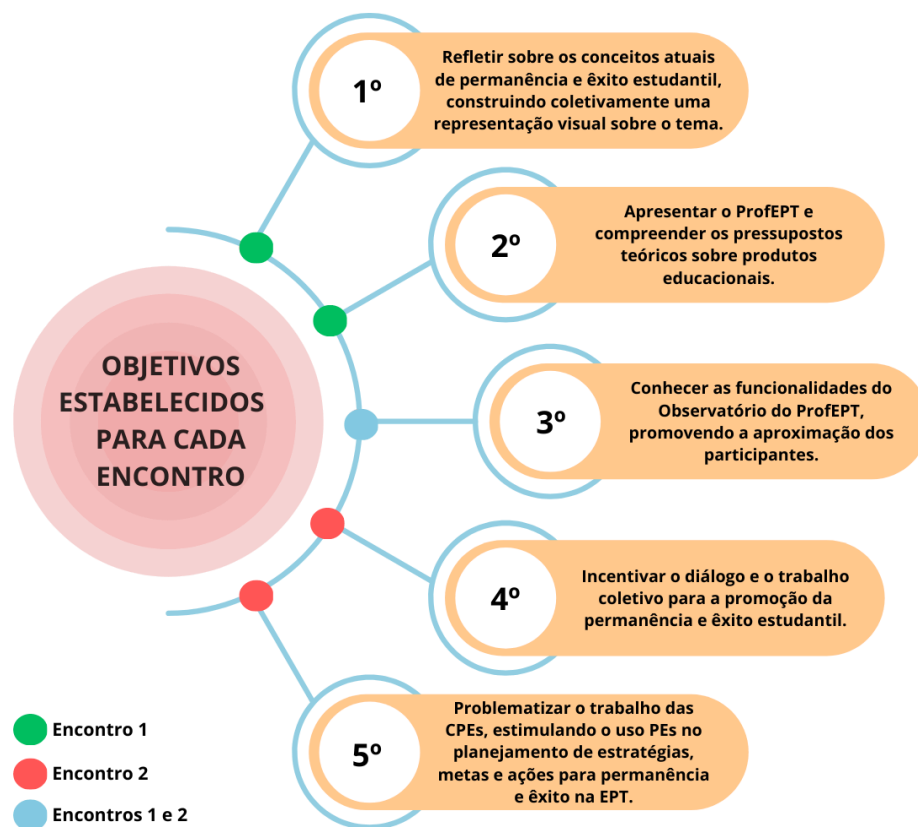 1º
Refletir sobre os conceitos atuais
de permanência e êxito estudantil,
construindo coletivamente uma
representação visual sobre o tema.
2º
Apresentar o ProfEPT e
compreender os pressupostos
teóricos sobre produtos
educacionais.
OBJETIVOS
ESTABELECIDOS
PARA CADA
ENCONTRO
3º
Conhecer as funcionalidades do
Observatório do ProfEPT,
promovendo a aproximação dos
participantes.
4º
Incentivar o diálogo e o trabalho
coletivo para a promoção da
permanência e êxito estudantil.
5º
Problematizar o trabalho das
CPEs, estimulando o uso PEs no
planejamento de estratégias,
metas e ações para permanência
e êxito na EPT.
Encontro 1
Encontro 2
Encontros 1 e 2